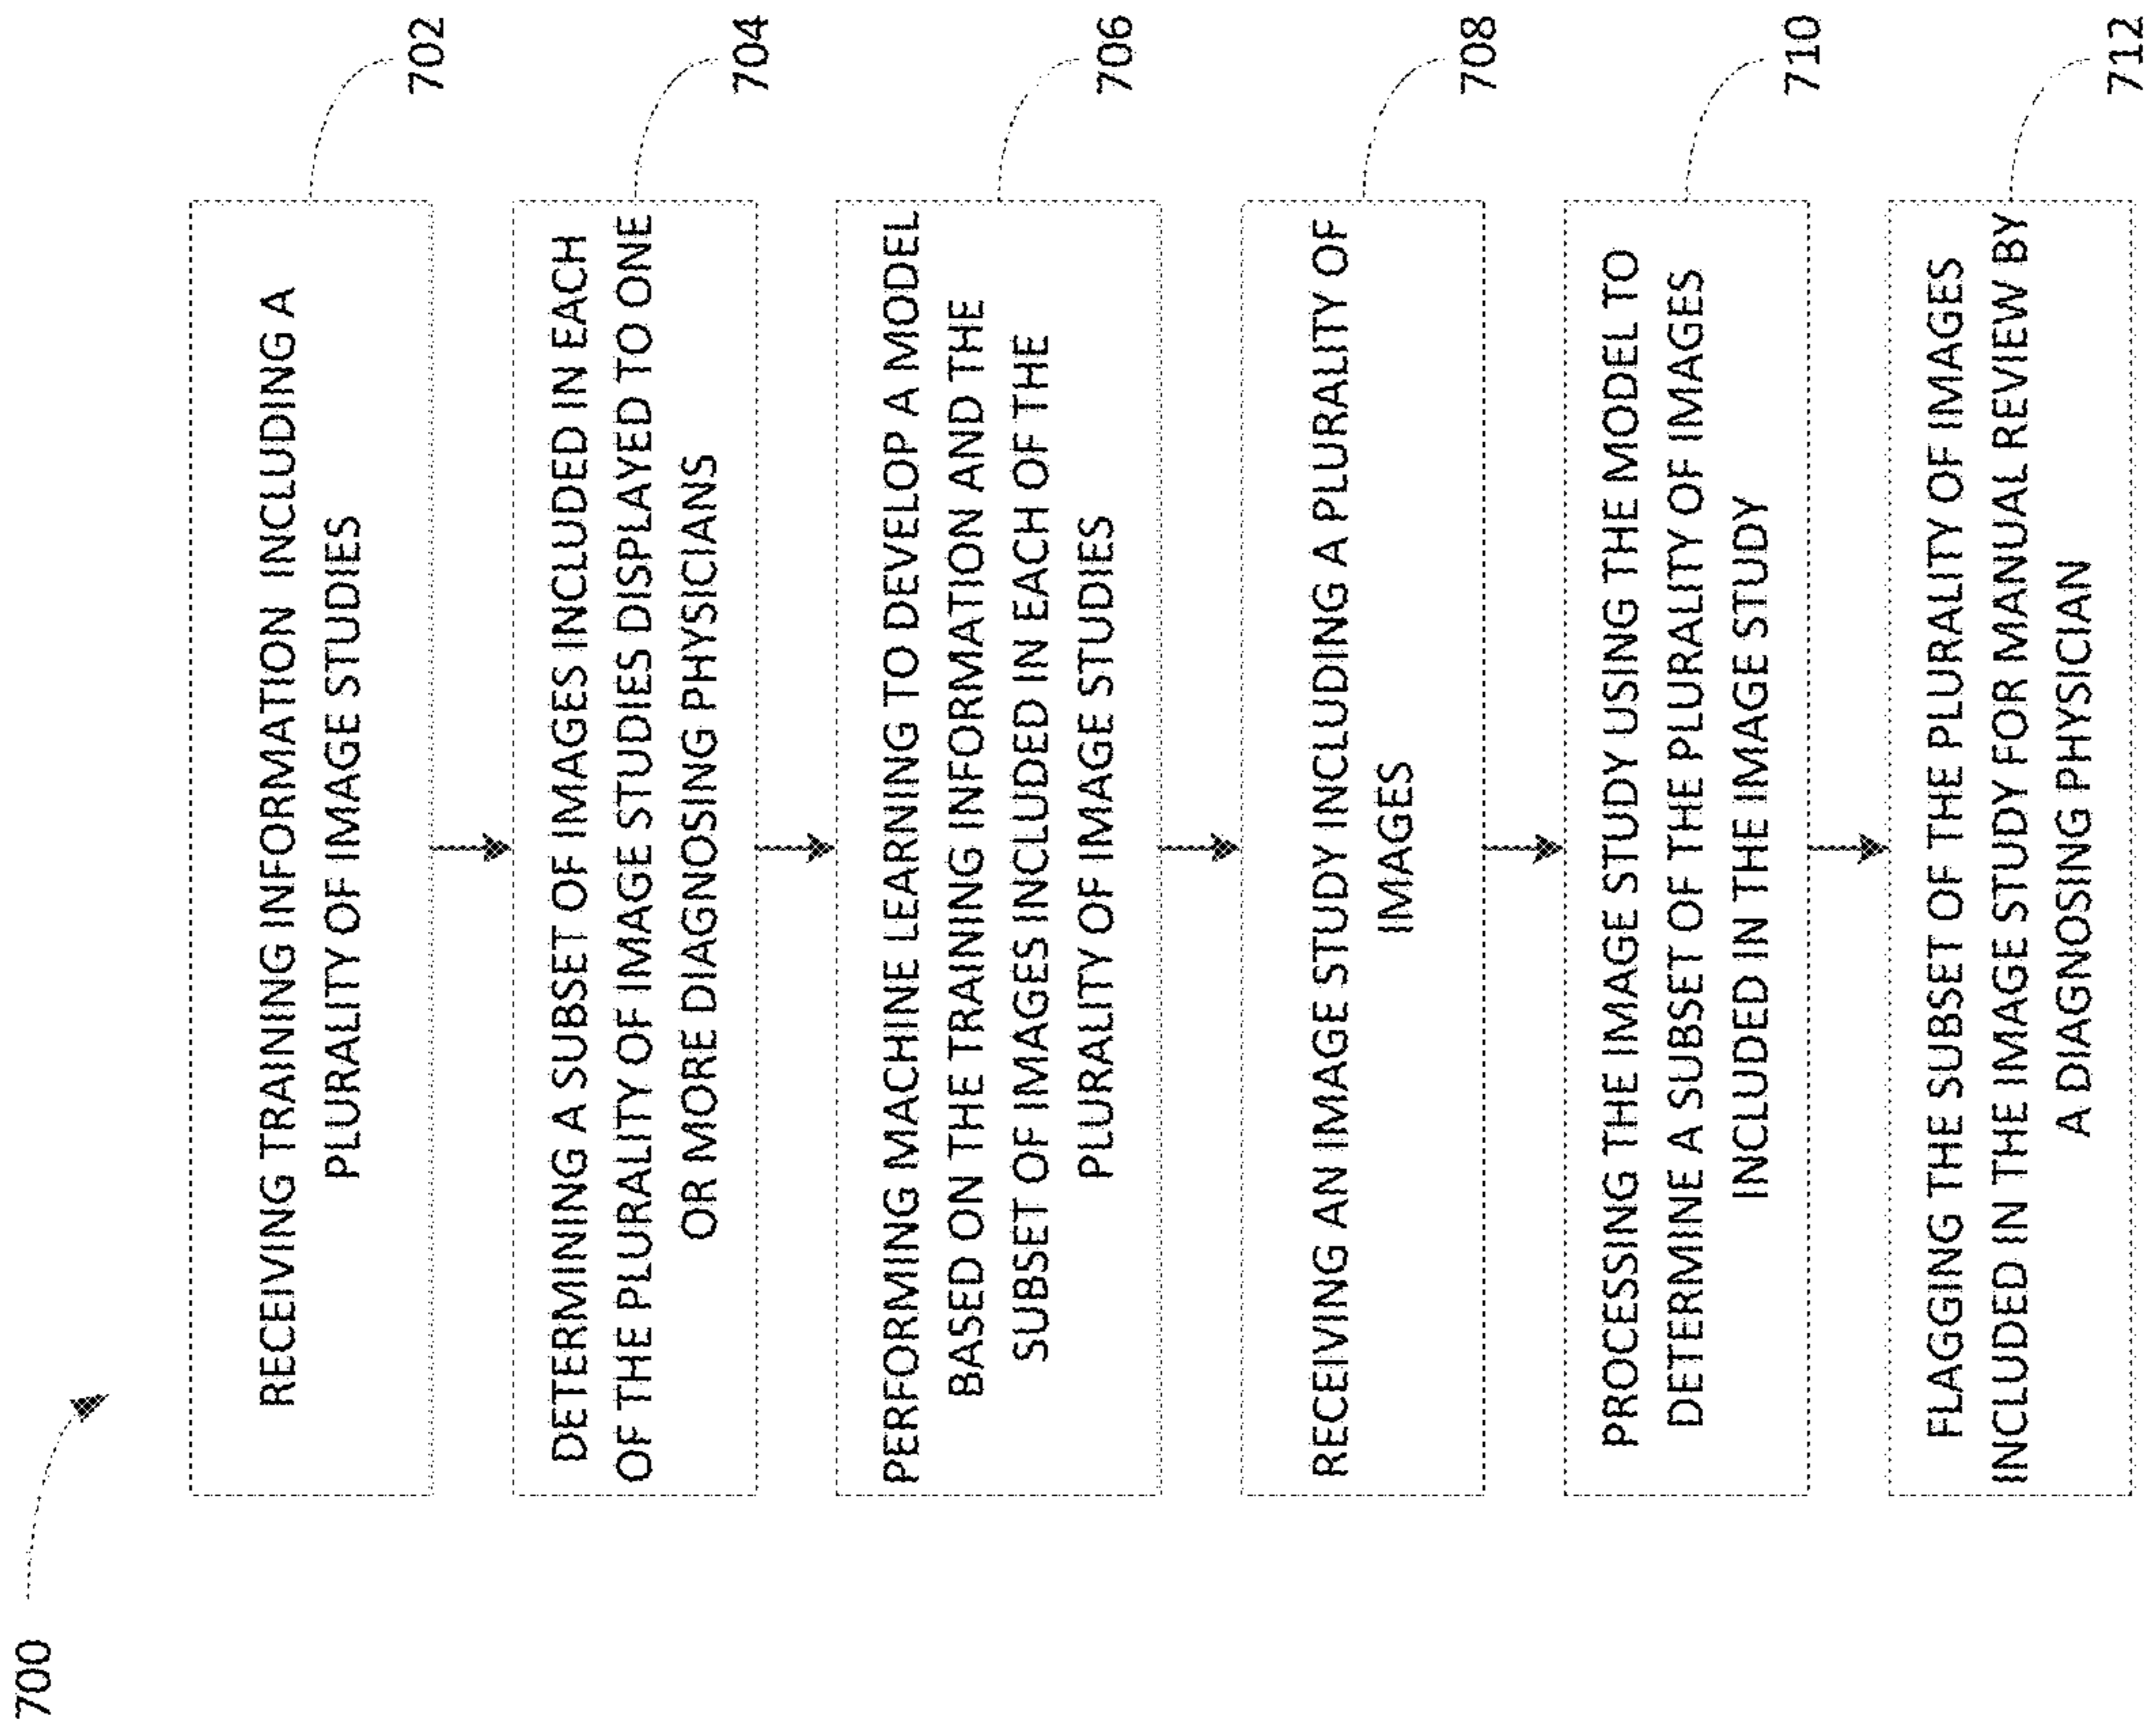 700
RECEIVING TRAINING INFORMATION INCLUDING A
PLURALITY OF IMAGE STUDIES
702
DETERMINING A SUBSET OF IMAGES INCLUDED IN EACH
OF THE PLURALITY OF IMAGE STUDIES DISPLAYED TO ONE
OR MORE DIAGNOSING PHYSICIANS
704
PERFORMING MACHINE LEARNING TO DEVELOP A MODEL
BASED ON THE TRAINING INFORMATION AND THE
SUBSET OF IMAGES INCLUDED IN EACH OF THE
PLURALITY OF IMAGE STUDIES
706
RECEIVING AN IMAGE STUDY INCLUDING A PLURALITY OF
IMAGES
708
PROCESSING THE IMAGE STUDY USING THE MODEL TO
DETERMINE A SUBSET OF THE PLURALITY OF IMAGES
INCLUDED IN THE IMAGE STUDY
710
FLAGGING THE SUBSET OF THE PLURALITY OF IMAGES
INCLUDED IN THE IMAGE STUDY FOR MANUAL REVIEW BY
A DIAGNOSING PHYSICIAN
712